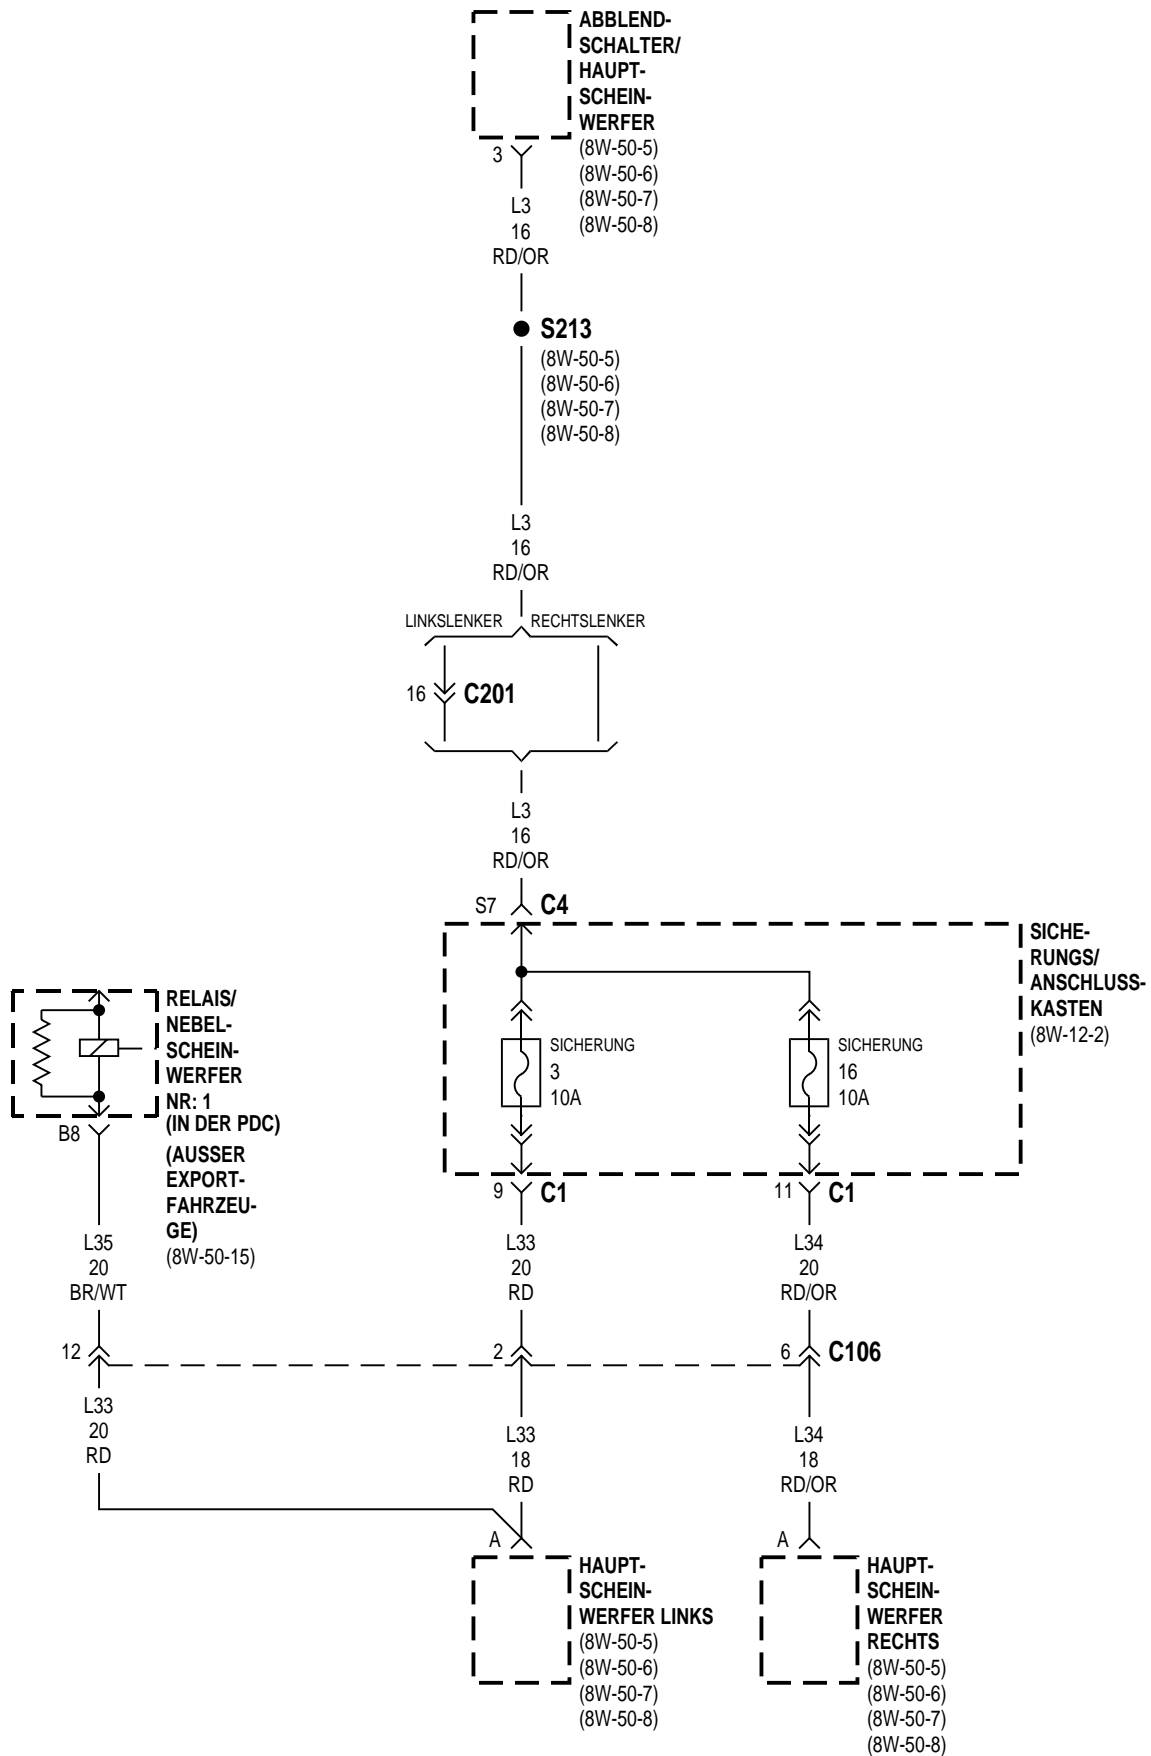 ABBLEND-
SCHALTER/
HAUPT-
SCHEIN-
WERFER
(8W-50-5)
(8W-50-6)
(8W-50-7)
(8W-50-8)
3
L3
16
RD/OR
S213
(8W-50-5)
(8W-50-6)
(8W-50-7)
(8W-50-8)
L3
16
RD/OR
LINKSLENKER RECHTSLENKER
16 C201
L3
16
RD/OR
S7 C4
SICHE-
RUNGS/
ANSCHLUSS-
KASTEN
(8W-12-2)
RELAIS/
NEBEL-
SCHEIN-
WERFER
NR: 1
(IN DER PDC)
(AUSSER
EXPORT-
FAHRZEU-
GE)
(8W-50-15)
SICHERUNG
3
10A
SICHERUNG
16
10A
B8
9 C1
11 C1
L35
20
BR/WT
L33
20
RD
L34
20
RD/OR
12 2 6 C106
L33
20
RD
L33
18
RD
L34
18
RD/OR
A
HAUPT-
SCHEIN-
WERFER LINKS
(8W-50-5)
(8W-50-6)
(8W-50-7)
(8W-50-8)
A
HAUPT-
SCHEIN-
WERFER
RECHTS
(8W-50-5)
(8W-50-6)
(8W-50-7)
(8W-50-8)